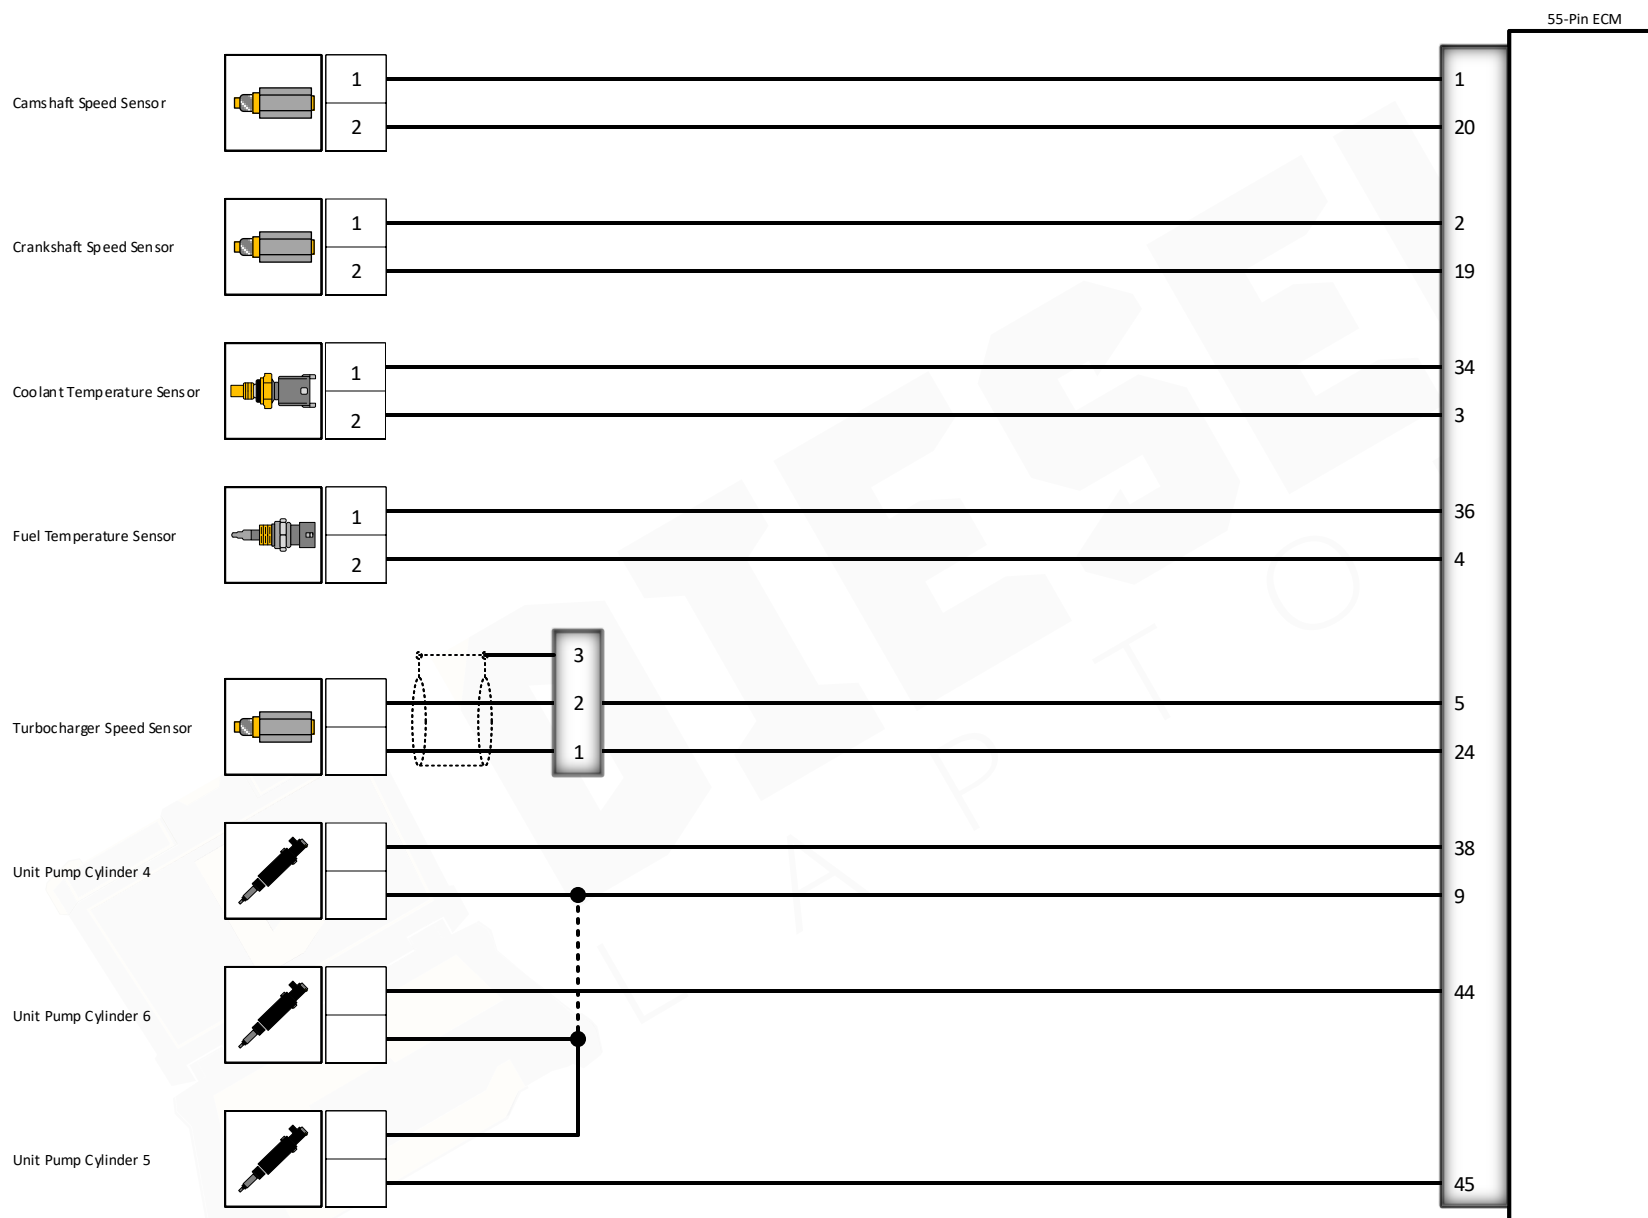 55-Pin ECM
Camshaft Speed Sensor
1
1
2
20
Crankshaft Speed Sensor
1
2
2
19
Coolant Temperature Sensor
1
34
2
3
Fuel Temperature Sensor
1
36
2
4
Turbocharger Speed Sensor
3
2
5
1
24
Unit Pump Cylinder 4
38
9
Unit Pump Cylinder 6
44
Unit Pump Cylinder 5
45
DIESEL
LAPTO